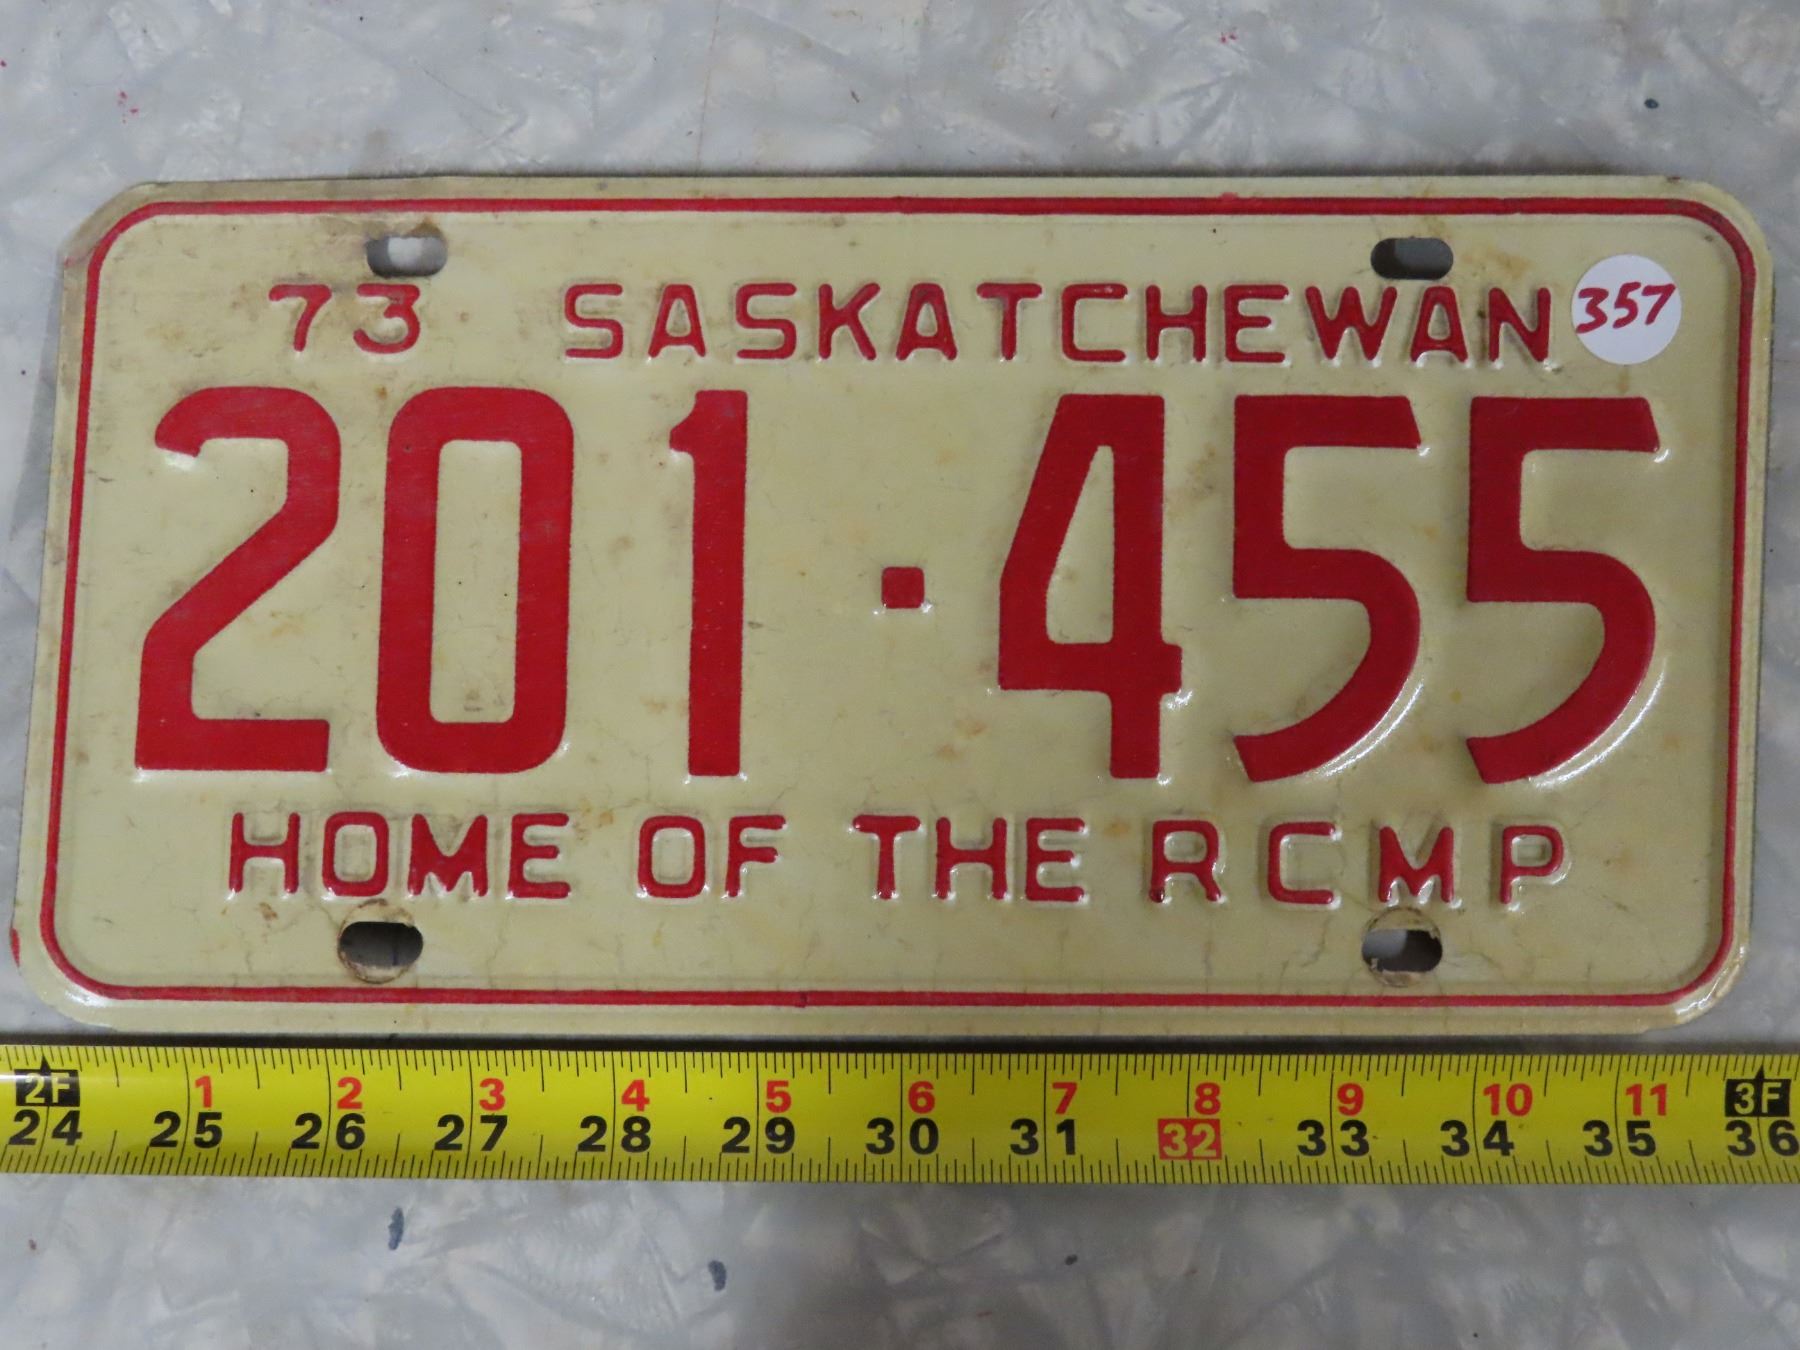 73 SASKATCHEWAN 357
201·455
HOME OF THE RCMP
2F 1 2 3 4 5 6 7 8 9 10 11 3F
24 25 26 27 28 29 30 31 32 33 34 35 36